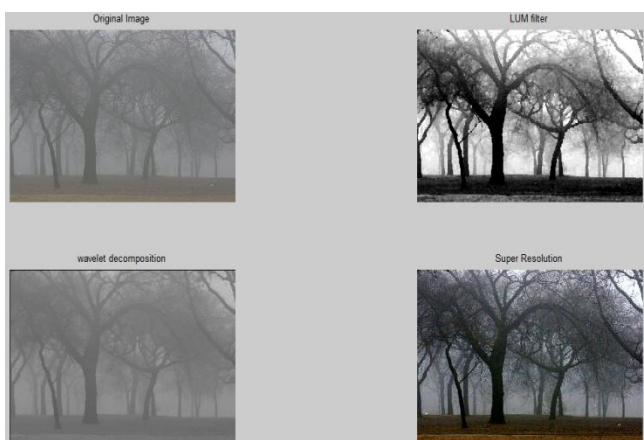 Original Image
LUM filter
wavelet decomposition
Super Resolution